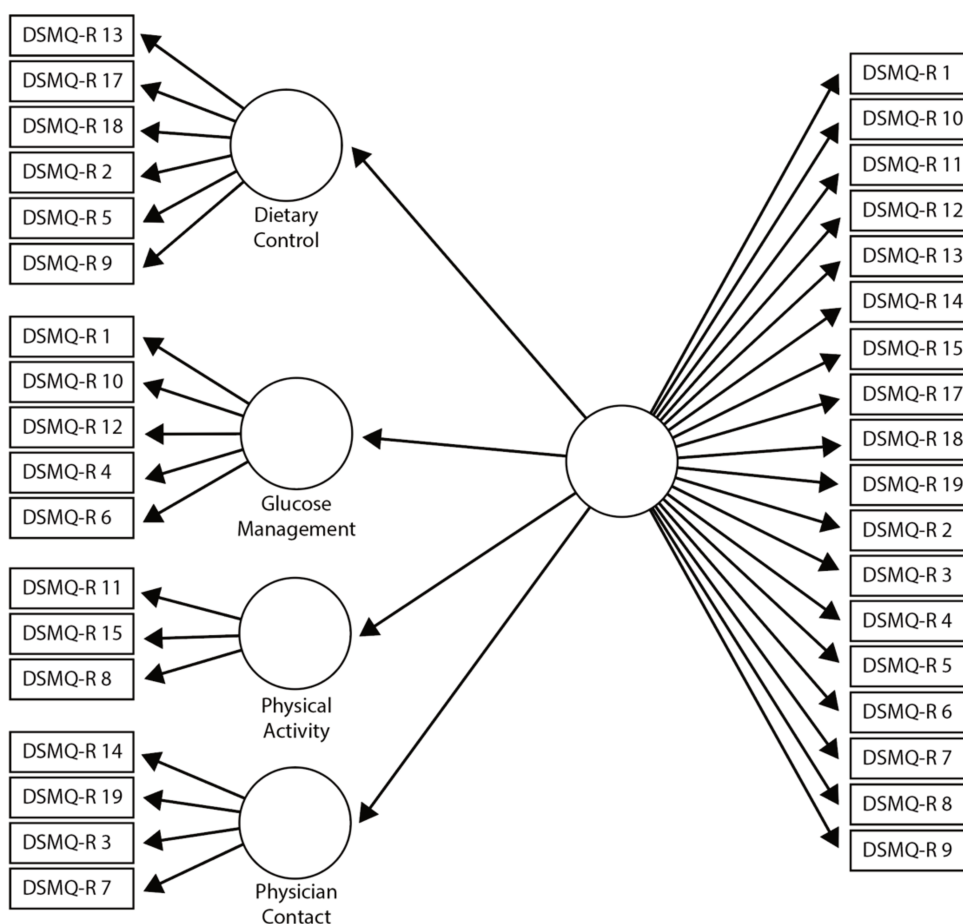 DSMQ-R 13
DSMQ-R 17
DSMQ-R 18
DSMQ-R 2
DSMQ-R 5
DSMQ-R 9
Dietary
Control
DSMQ-R 1
DSMQ-R 10
DSMQ-R 12
DSMQ-R 4
DSMQ-R 6
Glucose
Management
DSMQ-R 11
DSMQ-R 15
DSMQ-R 8
Physical
Activity
DSMQ-R 14
DSMQ-R 19
DSMQ-R 3
DSMQ-R 7
Physician
Contact
DSMQ-R 1
DSMQ-R 10
DSMQ-R 11
DSMQ-R 12
DSMQ-R 13
DSMQ-R 14
DSMQ-R 15
DSMQ-R 17
DSMQ-R 18
DSMQ-R 19
DSMQ-R 2
DSMQ-R 3
DSMQ-R 4
DSMQ-R 5
DSMQ-R 6
DSMQ-R 7
DSMQ-R 8
DSMQ-R 9